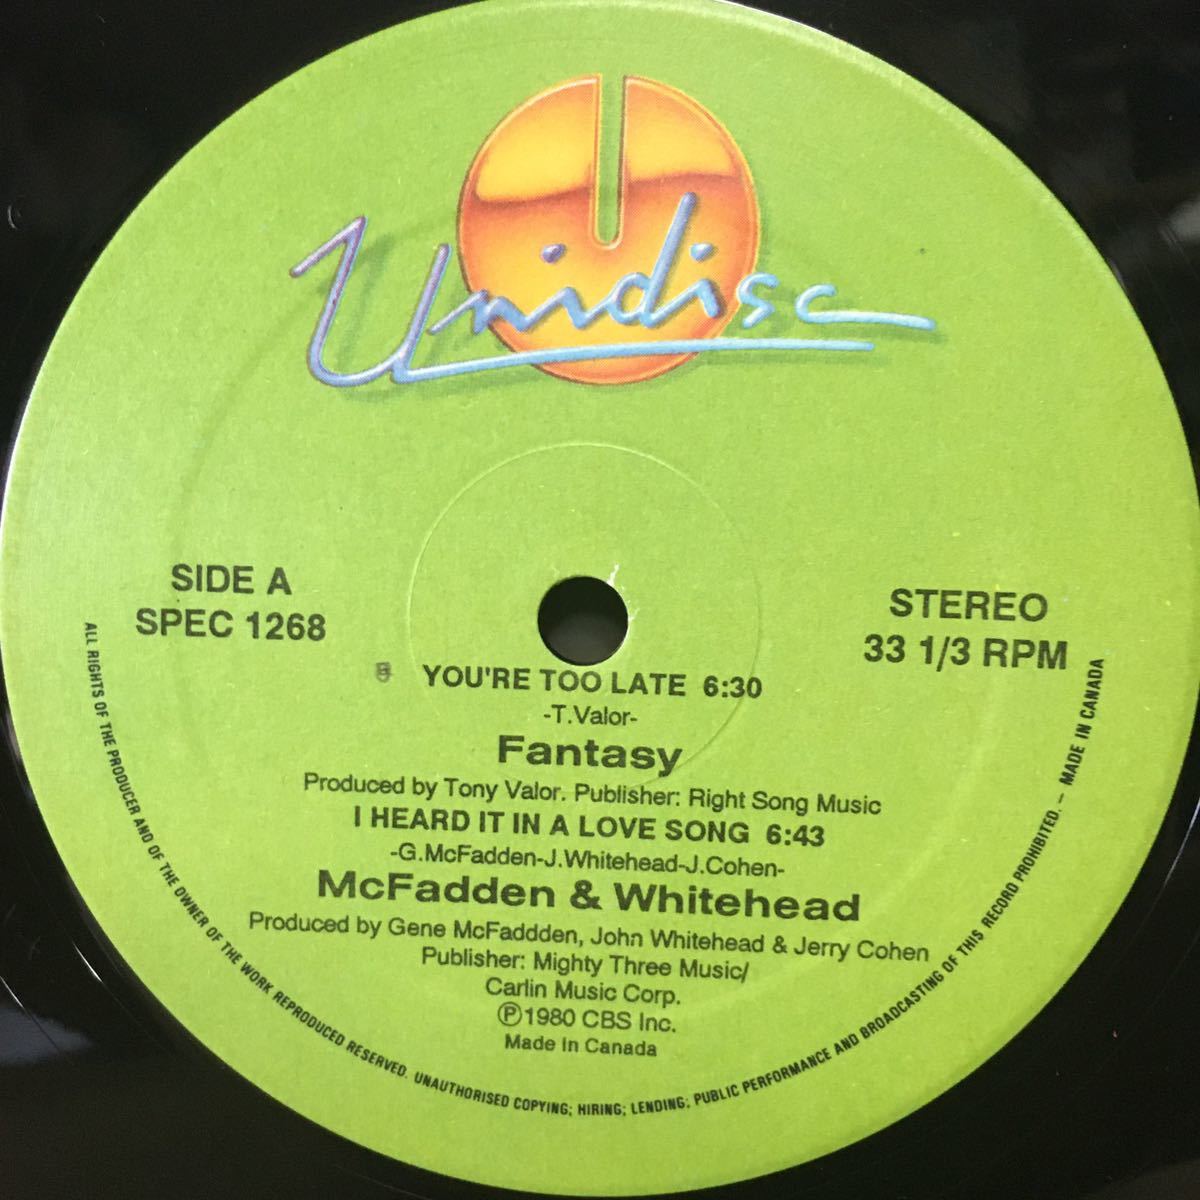 Unidisc
SIDE A
SPEC 1268
STEREO
33 1/3 RPM
YOU'RE TOO LATE 6:30
-T.Valor-
Fantasy
Produced by Tony Valor. Publisher: Right Song Music
I HEARD IT IN A LOVE SONG 6:43
-G.McFadden-J.Whitehead-J.Cohen-
McFadden & Whitehead
Produced by Gene McFaddden, John Whitehead & Jerry Cohen
Publisher: Mighty Three Music/
Carlin Music Corp.
Ⓟ1980 CBS Inc.
Made In Canada
ALL RIGHTS OF THE PRODUCER AND OF THE OWNER OF THE WORK REPRODUCED RESERVED. UNAUTHORISED COPYING; HIRING; LENDING; PUBLIC PERFORMANCE AND BROADCASTING OF THIS RECORD PROHIBITED. – MADE IN CANADA